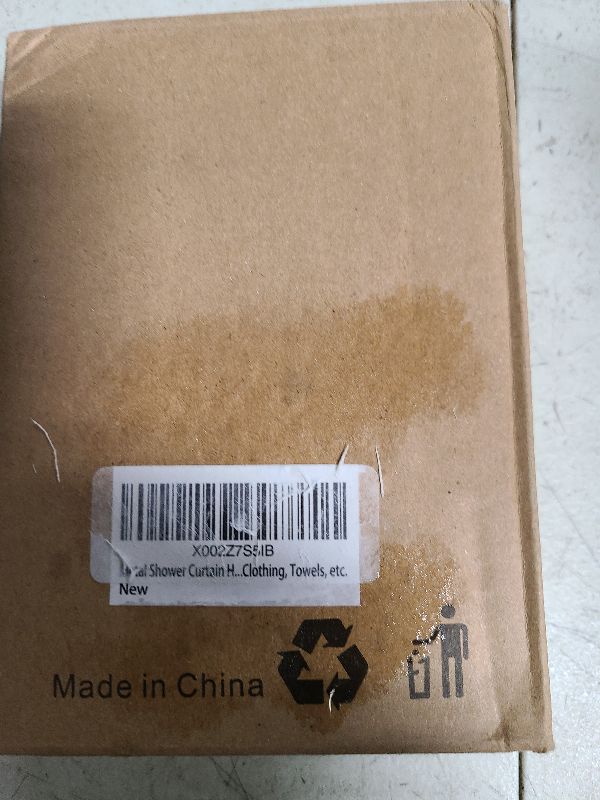 X002Z7S5IB
Shower Curtain H...Clothing, Towels, etc.
New
Made in China